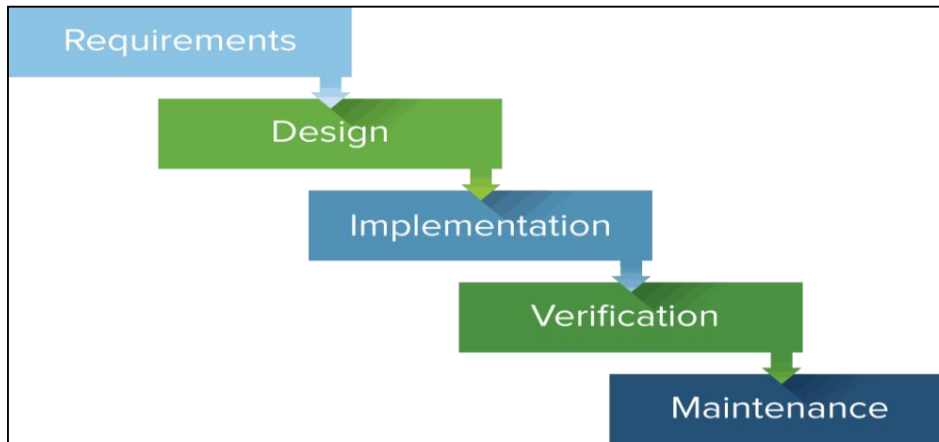 Requirements
Design
Implementation
Verification
Maintenance